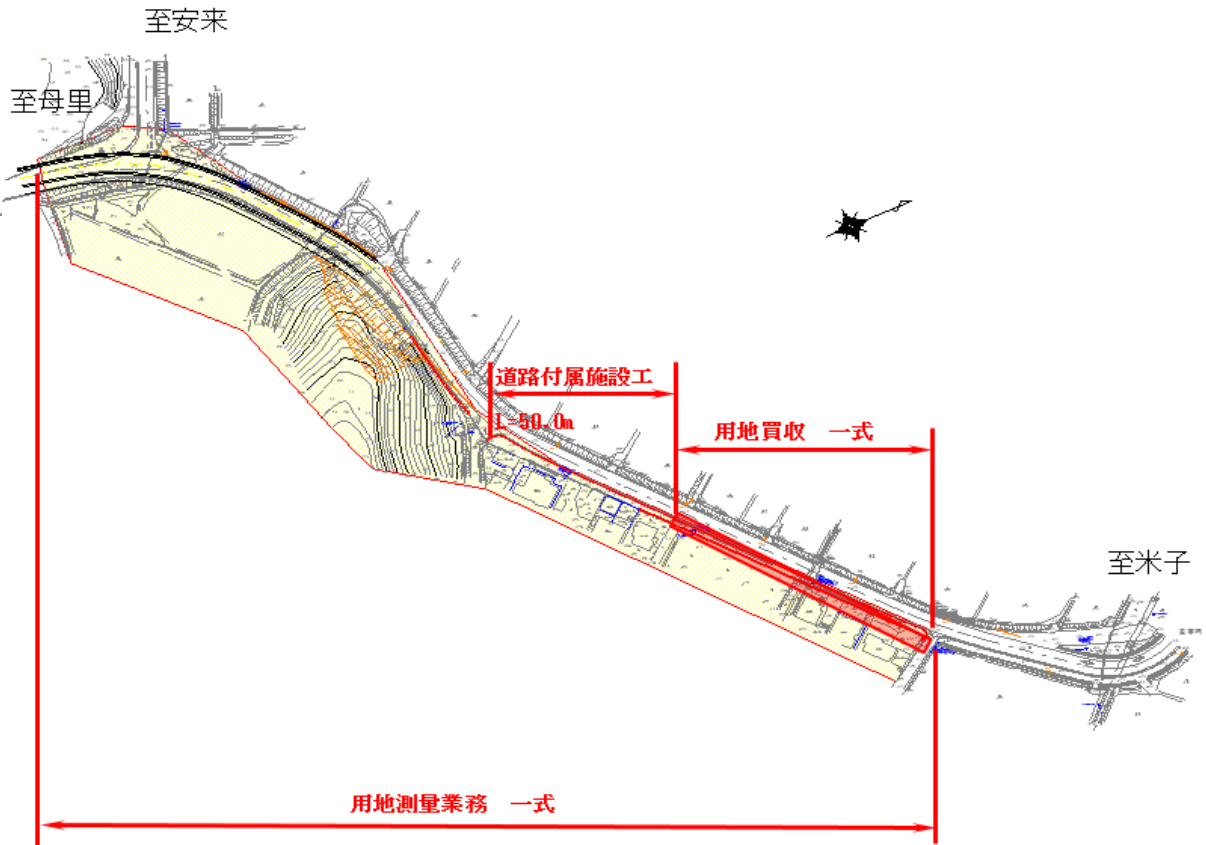 至安来
至母里
道路付属施設工
L=50.0m
用地買収　一式
至米子
用地測量業務　一式